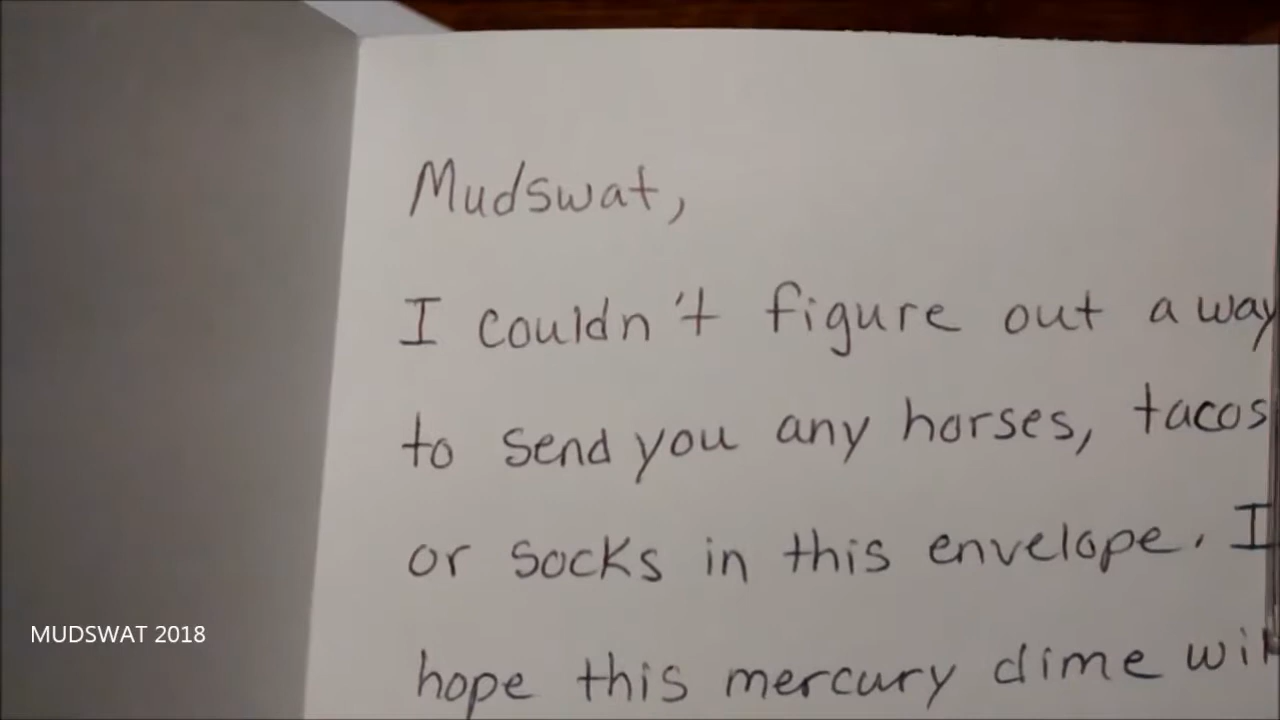 Mudswat,
I couldn't figure out a way
to send you any horses, tacos
or socks in this envelope. I
hope this mercury dime
MUDSWAT 2018